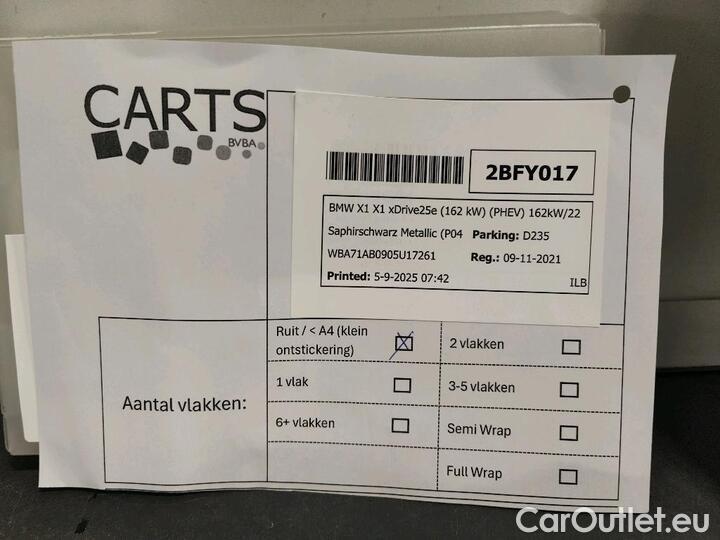 CARTS
BVBA
2BFY017
BMW X1 X1 xDrive25e (162 kW) (PHEV) 162kW/22
Saphirschwarz Metallic (P04 Parking: D235
WBA71AB0905U17261 Reg.: 09-11-2021
Printed: 5-9-2025 07:42 ILB
Aantal vlakken:
Ruit / < A4 (klein
ontstickering)
2 vlakken
1 vlak
3-5 vlakken
6+ vlakken
Semi Wrap
Full Wrap
CarOutlet.eu